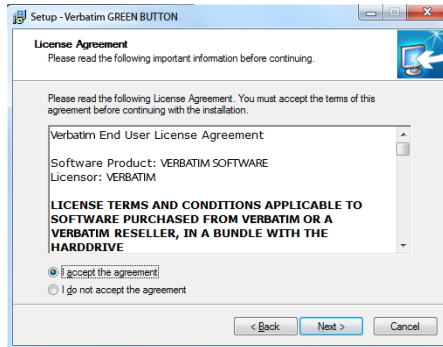 Setup - Verbatim GREEN BUTTON
License Agreement
Please read the following important information before continuing.
Please read the following License Agreement. You must accept the terms of this
agreement before continuing with the installation.
Verbatim End User License Agreement
Software Product: VERBATIM SOFTWARE
Licensor: VERBATIM
LICENSE TERMS AND CONDITIONS APPLICABLE TO
SOFTWARE PURCHASED FROM VERBATIM OR A
VERBATIM RESELLER, IN A BUNDLE WITH THE
HARDDRIVE
I accept the agreement
I do not accept the agreement
< Back Next > Cancel